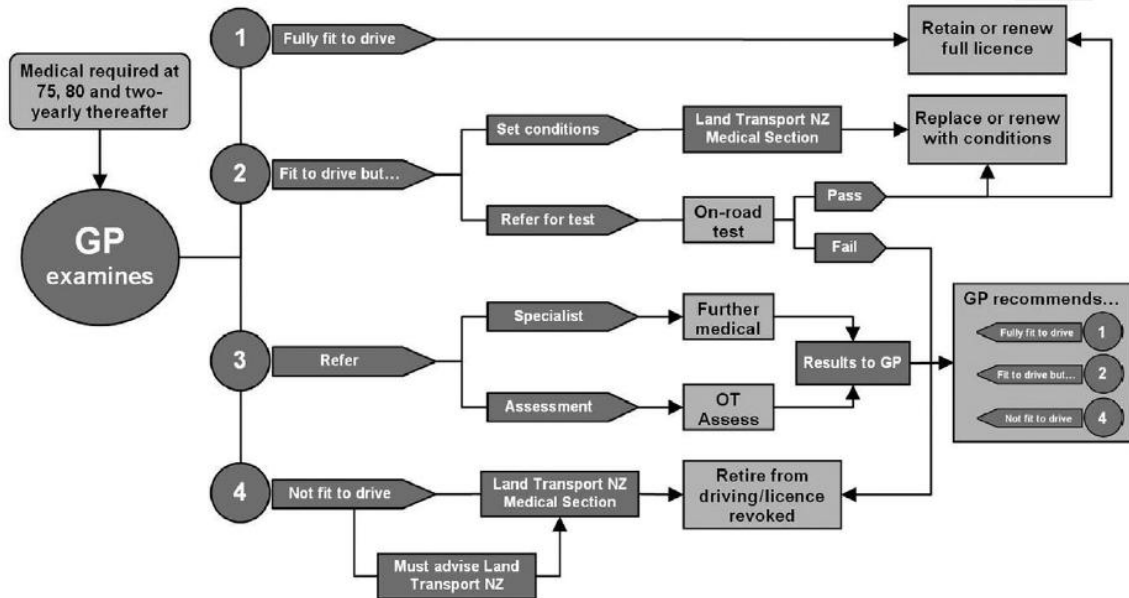 1
Fully fit to drive
Retain or renew
full licence
Medical required at
75, 80 and two-
yearly thereafter
GP
examines
2
Fit to drive but...
Set conditions
Land Transport NZ
Medical Section
Replace or renew
with conditions
Refer for test
On-road
test
Pass
Fail
3
Refer
Specialist
Further
medical
Assessment
OT
Assess
Results to GP
GP recommends...
Fully fit to drive
1
Fit to drive but...
2
Not fit to drive
4
4
Not fit to drive
Land Transport NZ
Medical Section
Retire from
driving/licence
revoked
Must advise Land
Transport NZ